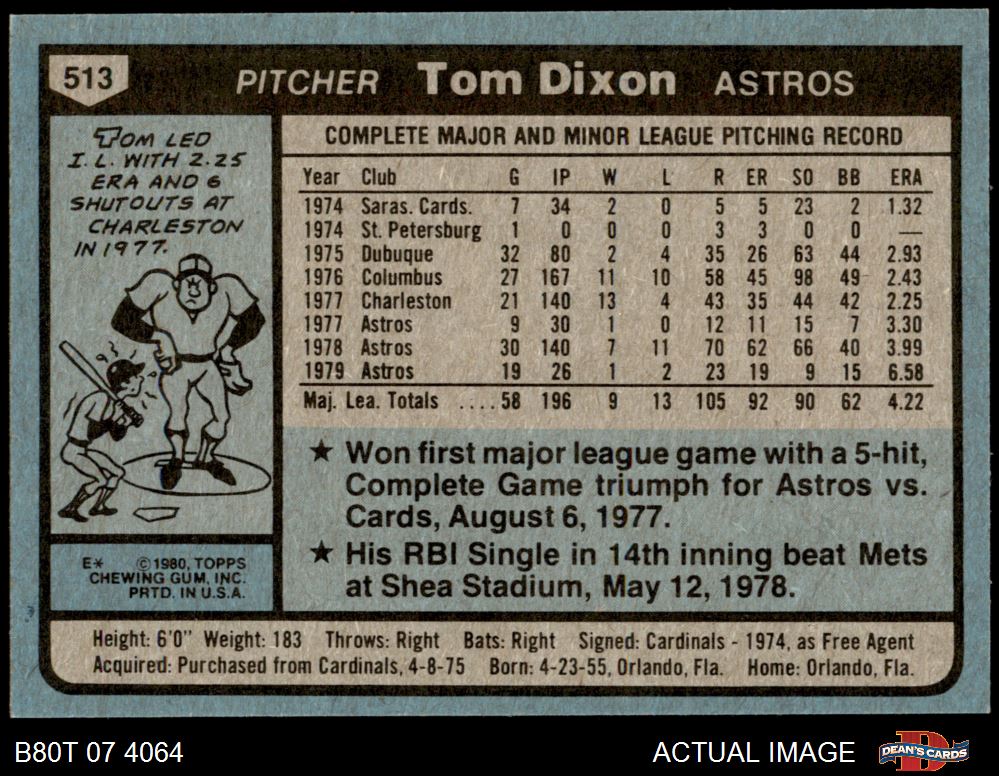 513 PITCHER Tom Dixon ASTROS
TOM LED
I. L. WITH 2.25
ERA AND 6
SHUTOUTS AT
CHARLESTON
IN 1977.
COMPLETE MAJOR AND MINOR LEAGUE PITCHING RECORD
Year Club G IP W L R ER SO BB ERA
1974 Saras. Cards. 7 34 2 0 5 5 23 2 1.32
1974 St. Petersburg 1 0 0 0 3 3 0 0 —
1975 Dubuque 32 80 2 4 35 26 63 44 2.93
1976 Columbus 27 167 11 10 58 45 98 49 2.43
1977 Charleston 21 140 13 4 43 35 44 42 2.25
1977 Astros 9 30 1 0 12 11 15 7 3.30
1978 Astros 30 140 7 11 70 62 66 40 3.99
1979 Astros 19 26 1 2 23 19 9 15 6.58
Maj. Lea. Totals ....58 196 9 13 105 92 90 62 4.22
★ Won first major league game with a 5-hit,
Complete Game triumph for Astros vs.
Cards, August 6, 1977.
★ His RBI Single in 14th inning beat Mets
at Shea Stadium, May 12, 1978.
E* ©1980, TOPPS
CHEWING GUM, INC.
PRTD. IN U.S.A.
Height: 6'0" Weight: 183 Throws: Right Bats: Right Signed: Cardinals - 1974, as Free Agent
Acquired: Purchased from Cardinals, 4-8-75 Born: 4-23-55, Orlando, Fla. Home: Orlando, Fla.
B80T 07 4064 ACTUAL IMAGE DEAN'S CARDS